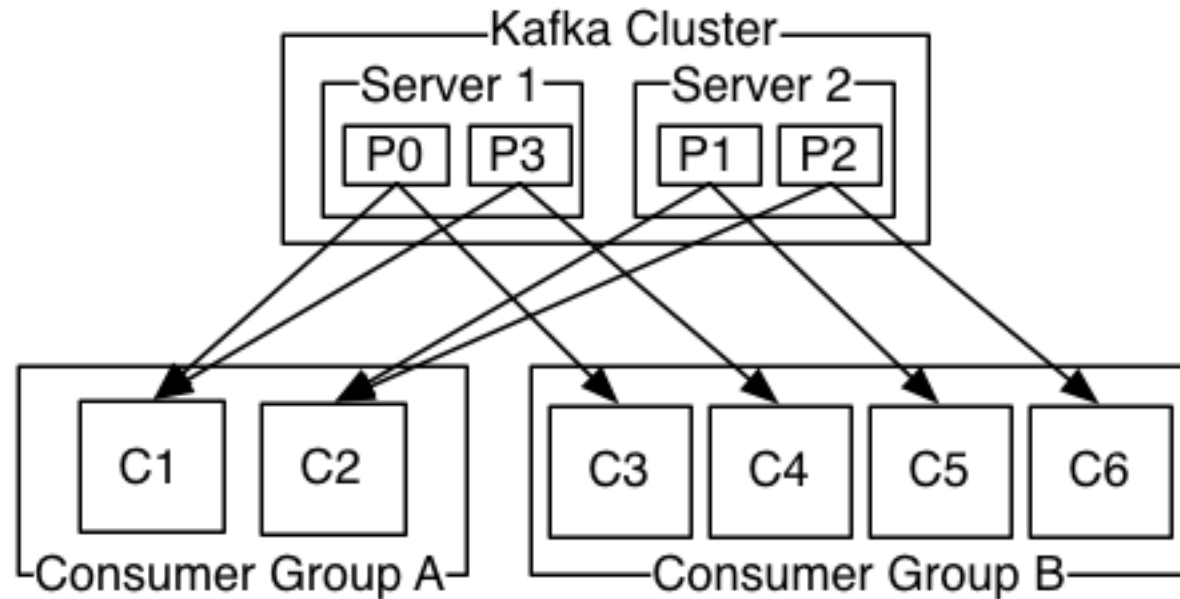 Kafka Cluster
Server 1 Server 2
P0 P3 P1 P2
C1 C2 C3 C4 C5 C6
Consumer Group A Consumer Group B